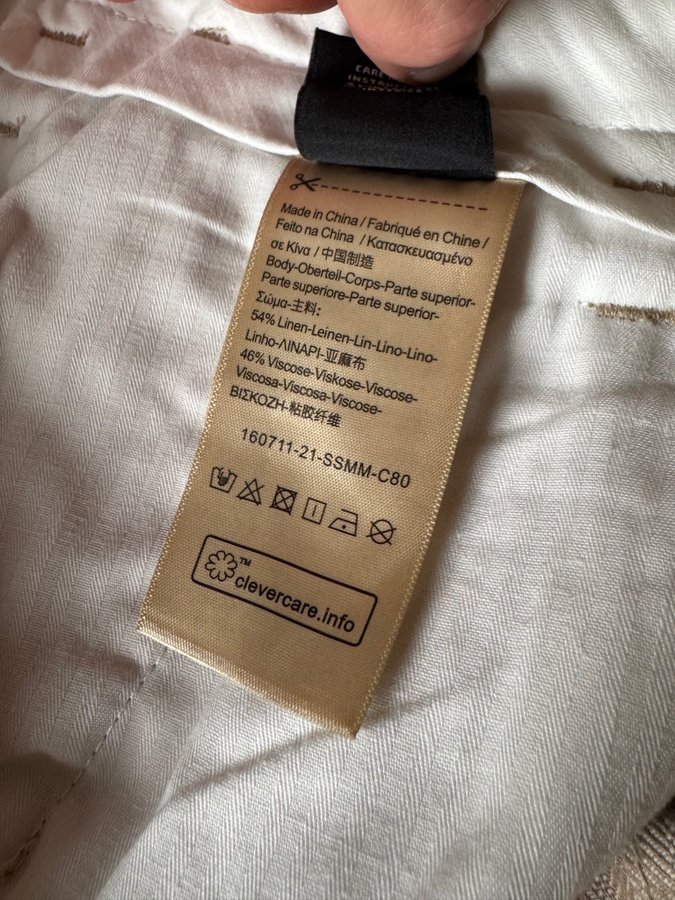 CARE
INST
Made in China / Fabriqué en Chine /
Feito na China / Κατασκευασμένο
σε Κίνα / 中国制造
Body-Oberteil-Corps-Parte superior-
Parte superiore-Parte superior-
Σώμα-主料:
54% Linen-Leinen-Lin-Lino-Lino-
Linho-ΛΙΝΑΡΙ-亚麻布
46% Viscose-Viskose-Viscose-
Viscosa-Viscosa-Viscose-
ΒΙΣΚΟΖΗ-粘胶纤维
160711-21-SSMM-C80
TM
clevercare.info